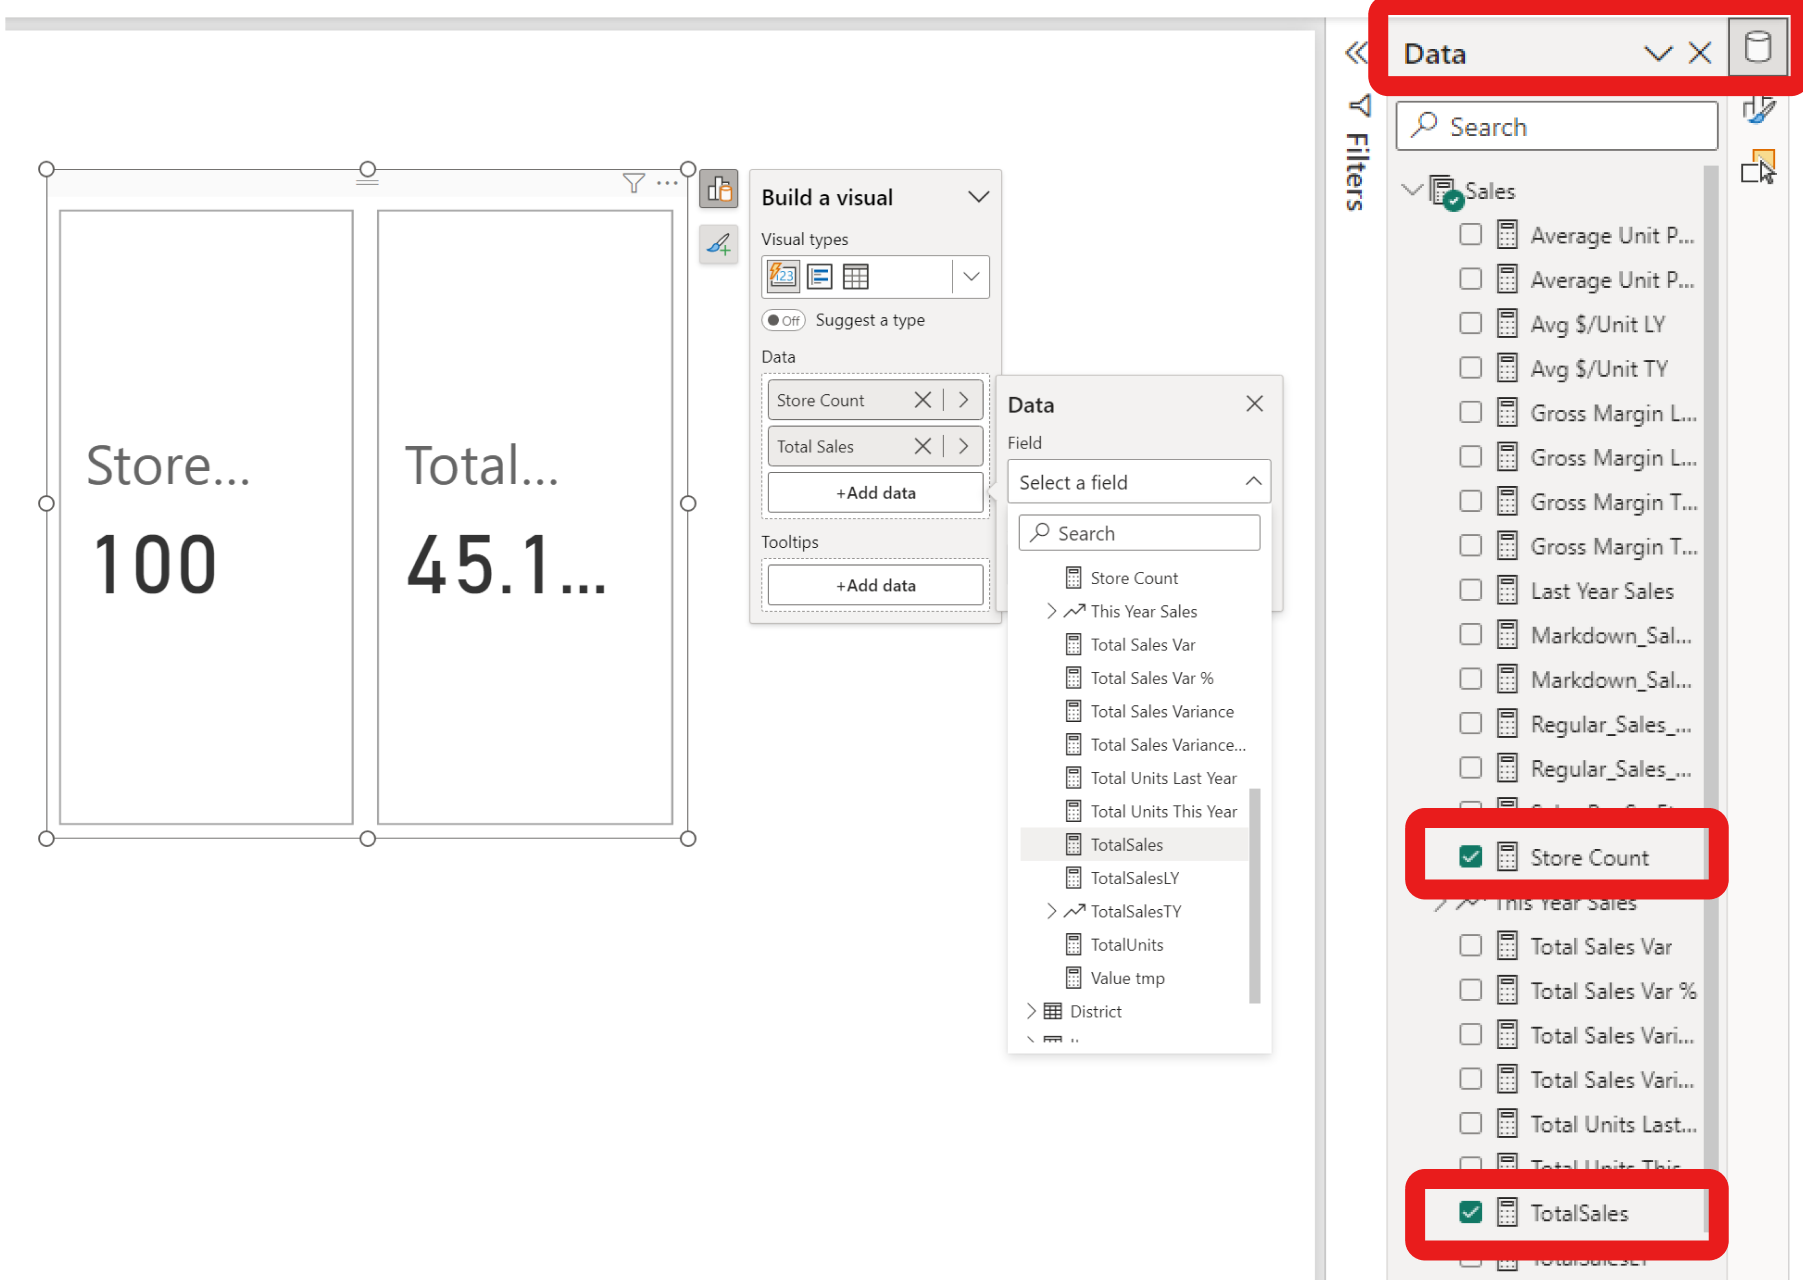 Store...
100
Total...
45.1...
Build a visual
Visual types
123
Off Suggest a type
Data
Store Count
Total Sales
+Add data
Tooltips
+Add data
Data
Field
Select a field
Search
Store Count
This Year Sales
Total Sales Var
Total Sales Var %
Total Sales Variance
Total Sales Variance...
Total Units Last Year
Total Units This Year
TotalSales
TotalSalesLY
TotalSalesTY
TotalUnits
Value tmp
District
Filters
Data
Search
Sales
Average Unit P...
Average Unit P...
Avg $/Unit LY
Avg $/Unit TY
Gross Margin L...
Gross Margin L...
Gross Margin T...
Gross Margin T...
Last Year Sales
Markdown_Sal...
Markdown_Sal...
Regular_Sales_...
Regular_Sales_...
Store Count
This Year Sales
Total Sales Var
Total Sales Var %
Total Sales Vari...
Total Sales Vari...
Total Units Last...
Total Units This
TotalSales
TotalSalesLY